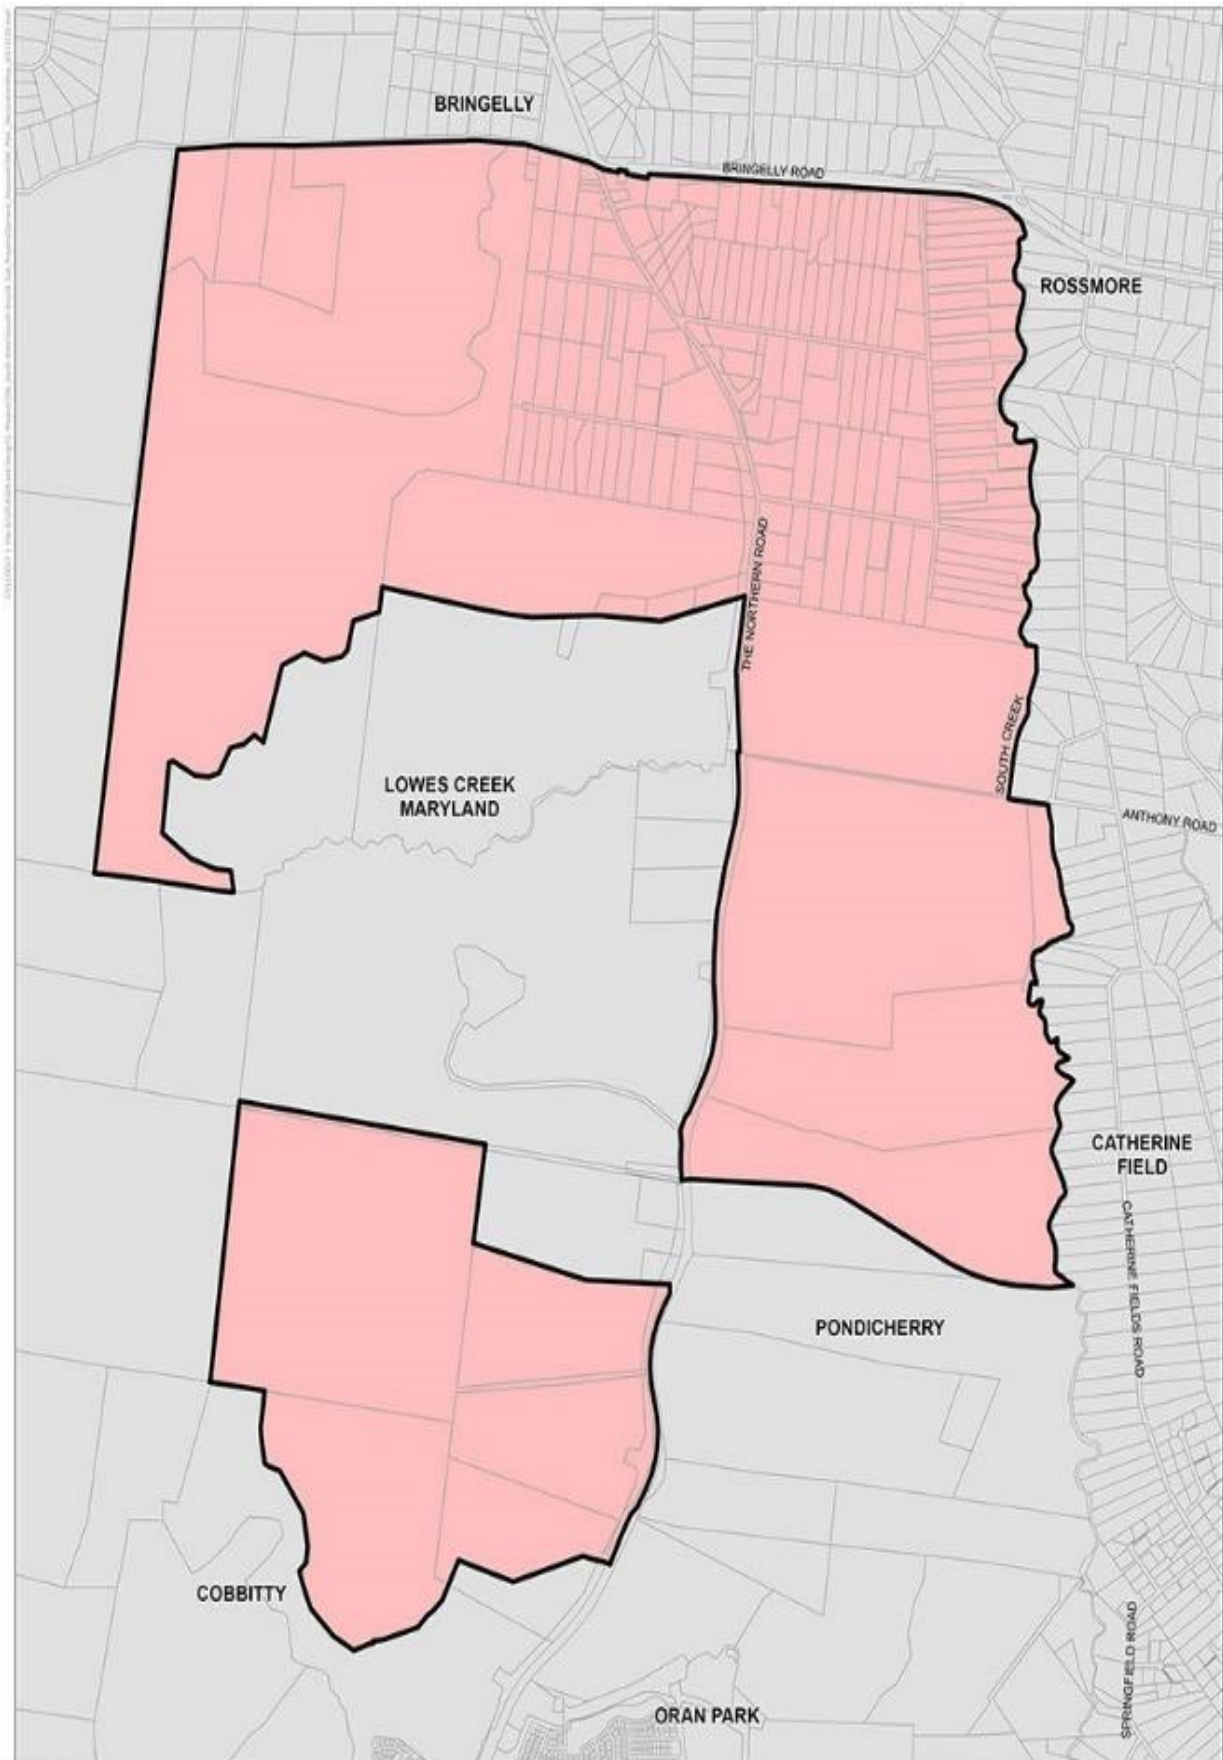 BRINGELLY
BRINGELLY ROAD
ROSSMORE
THE NORTHERN ROAD
SOUTH CREEK
LOWES CREEK
MARYLAND
ANTHONY ROAD
CATHERINE
FIELD
CATHERINE FIELDS ROAD
PONDICHERRY
COBBITTY
SPRINGFIELD ROAD
ORAN PARK